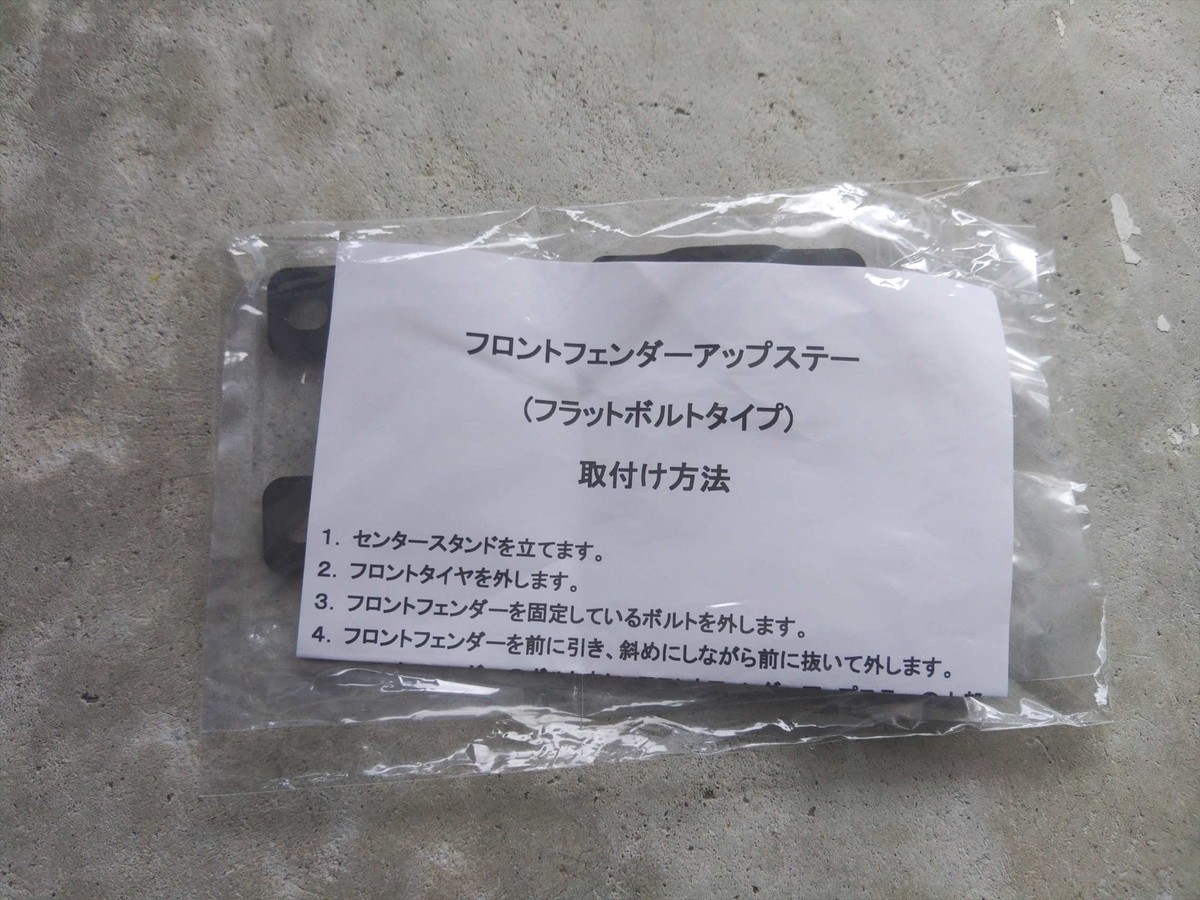 フロントフェンダーアップステー
（フラットボルトタイプ）
取付け方法
1. センタースタンドを立てます。
2. フロントタイヤを外します。
3. フロントフェンダーを固定しているボルトを外します。
4. フロントフェンダーを前に引き、斜めにしながら前に抜いて外します。